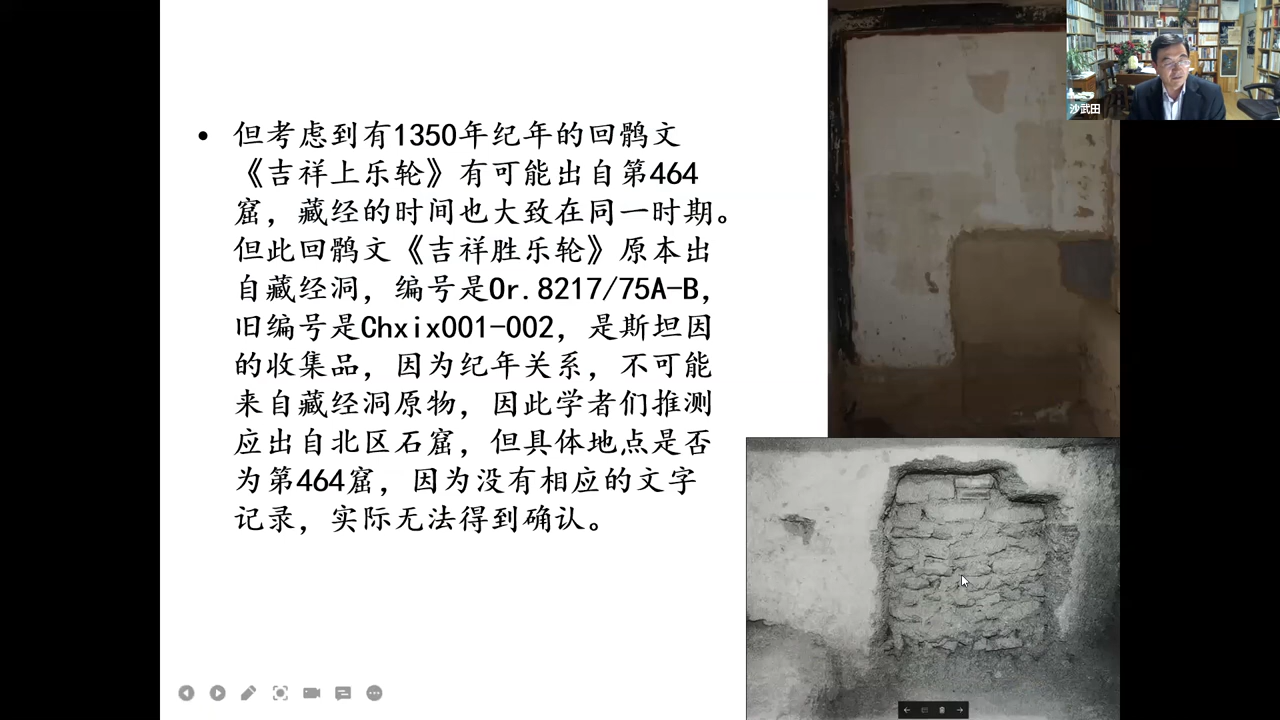 • 但考虑到有1350年纪年的回鹘文
《吉祥上乐轮》有可能出自第464
窟，藏经的时间也大致在同一时期。
但此回鹘文《吉祥胜乐轮》原本出
自藏经洞，编号是Or.8217/75A-B，
旧编号是Chxix001-002，是斯坦因
的收集品，因为纪年关系，不可能
来自藏经洞原物，因此学者们推测
应出自北区石窟，但具体地点是否
为第464窟，因为没有相应的文字
记录，实际无法得到确认。
沙武田